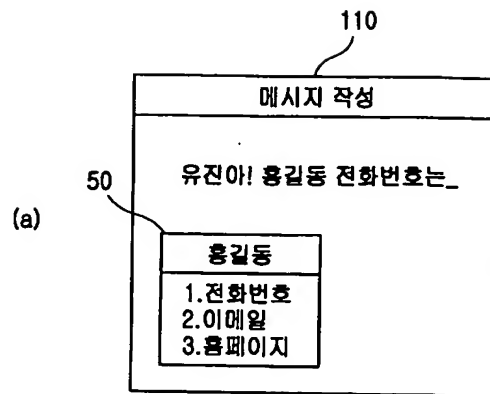 110
메시지 작성
유진아! 홍길동 전화번호는_
50
(a)
홍길동
1.전화번호
2.이메일
3.홈페이지